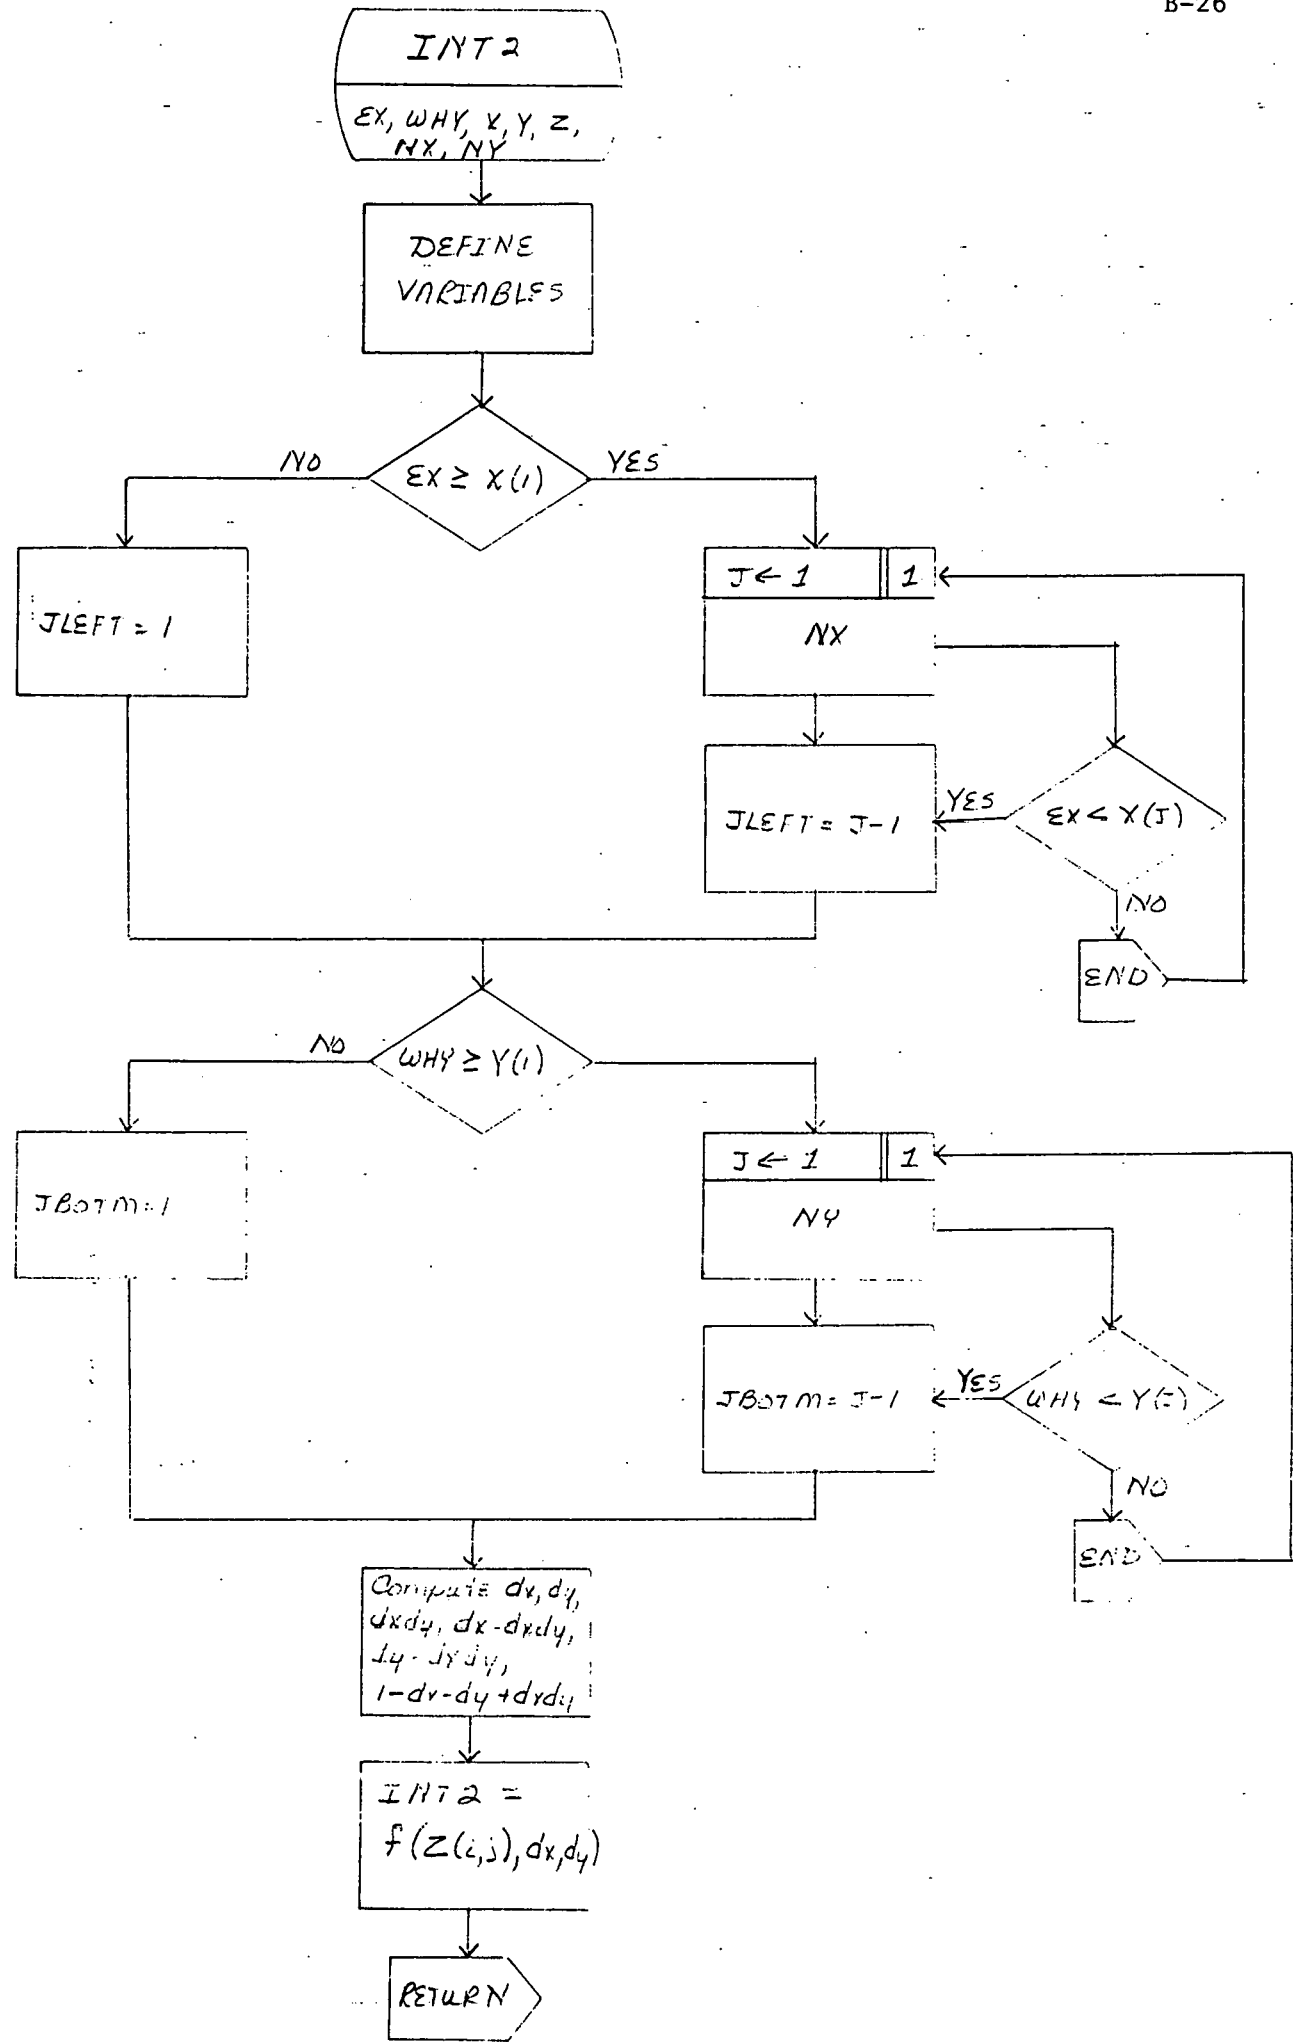 B-26
INT2
EX, WHY, X, Y, Z,
NX, NY
DEFINE
VARIABLES
EX ≥ X(1)
NO
YES
JLEFT = 1
J ← 1
1
NX
JLEFT = J-1
YES
EX < X(J)
NO
END
WHY ≥ Y(1)
NO
JBOTM=1
J ← 1
1
NY
JBOTM = J-1
YES
WHY < Y(J)
NO
END
Compute dx, dy,
dxdy, dx-dxdy,
dy-dxdy,
1-dx-dy+dxdy
INT2 =
f(Z(i,j),dx,dy)
RETURN